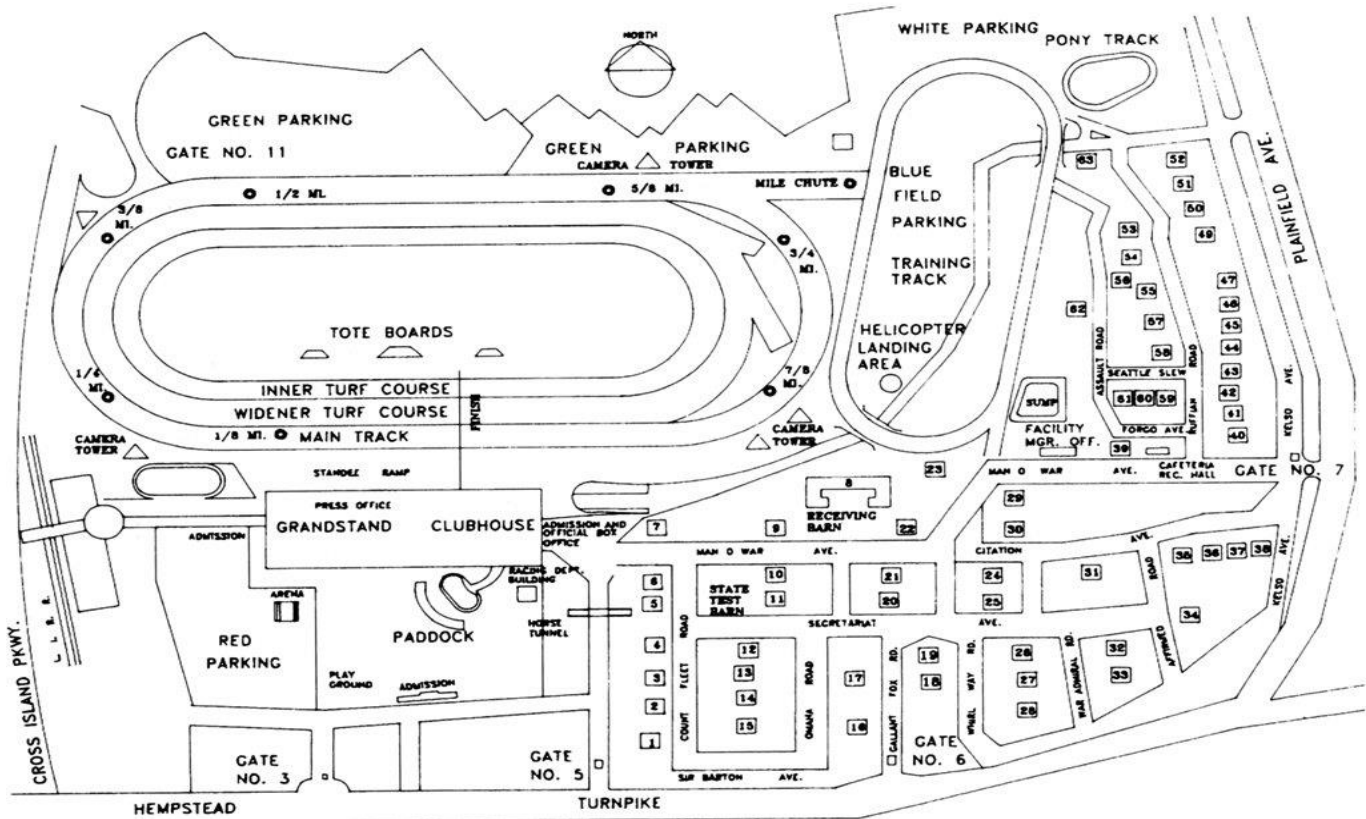 NORTH
WHITE PARKING
PONY TRACK
GREEN PARKING
GATE NO. 11
GREEN PARKING
CAMERA TOWER
1/2 MI.
5/8 MI.
MILE CHUTE
3/8
MI.
3/4
MI.
BLUE
FIELD
PARKING
TRAINING
TRACK
HELICOPTER
LANDING
AREA
PLAINFIELD AVE.
63
52
51
50
49
53
54
56
55
57
58
62
47
46
45
44
43
42
41
40
ASSAULT ROAD
SEATTLE SLEW
ROAD
RUFFIAN
61
60
59
FORGO AVE.
KELSO AVE.
TOTE BOARDS
INNER TURF COURSE
WIDENER TURF COURSE
MAIN TRACK
FINISH
1/4
MI.
1/8 MI.
7/8
MI.
CAMERA
TOWER
CAMERA
TOWER
SUMP
FACILITY
MGR. OFF.
39
CAFETERIA
REC. HALL
GATE NO. 7
MAN O WAR AVE.
STANDEE RAMP
PRESS OFFICE
GRANDSTAND CLUBHOUSE
ADMISSION AND
OFFICIAL BOX
OFFICE
ADMISSION
23
8
RECEIVING
BARN
7
9
22
29
30
MAN O WAR AVE.
CITATION AVE.
RACING DEPT.
BUILDING
ARENA
RED
PARKING
PADDOCK
HORSE
TUNNEL
PLAY
GROUND
ADMISSION
6
5
4
3
2
1
STATE
TEST
BARN
10
11
21
20
24
25
31
35
36
37
38
34
SECRETARIAT AVE.
COUNT FLEET ROAD
12
13
14
15
OMAHA ROAD
17
16
GALLANT FOX RD.
19
18
WHIRL WAY RD.
26
27
28
WAR ADMIRAL RD.
32
33
AFFIRMED ROAD
KELSO AVE.
SIR BARTON AVE.
GATE
NO. 6
GATE
NO. 5
GATE
NO. 3
CROSS ISLAND PKWY.
L. I. R. R.
HEMPSTEAD TURNPIKE